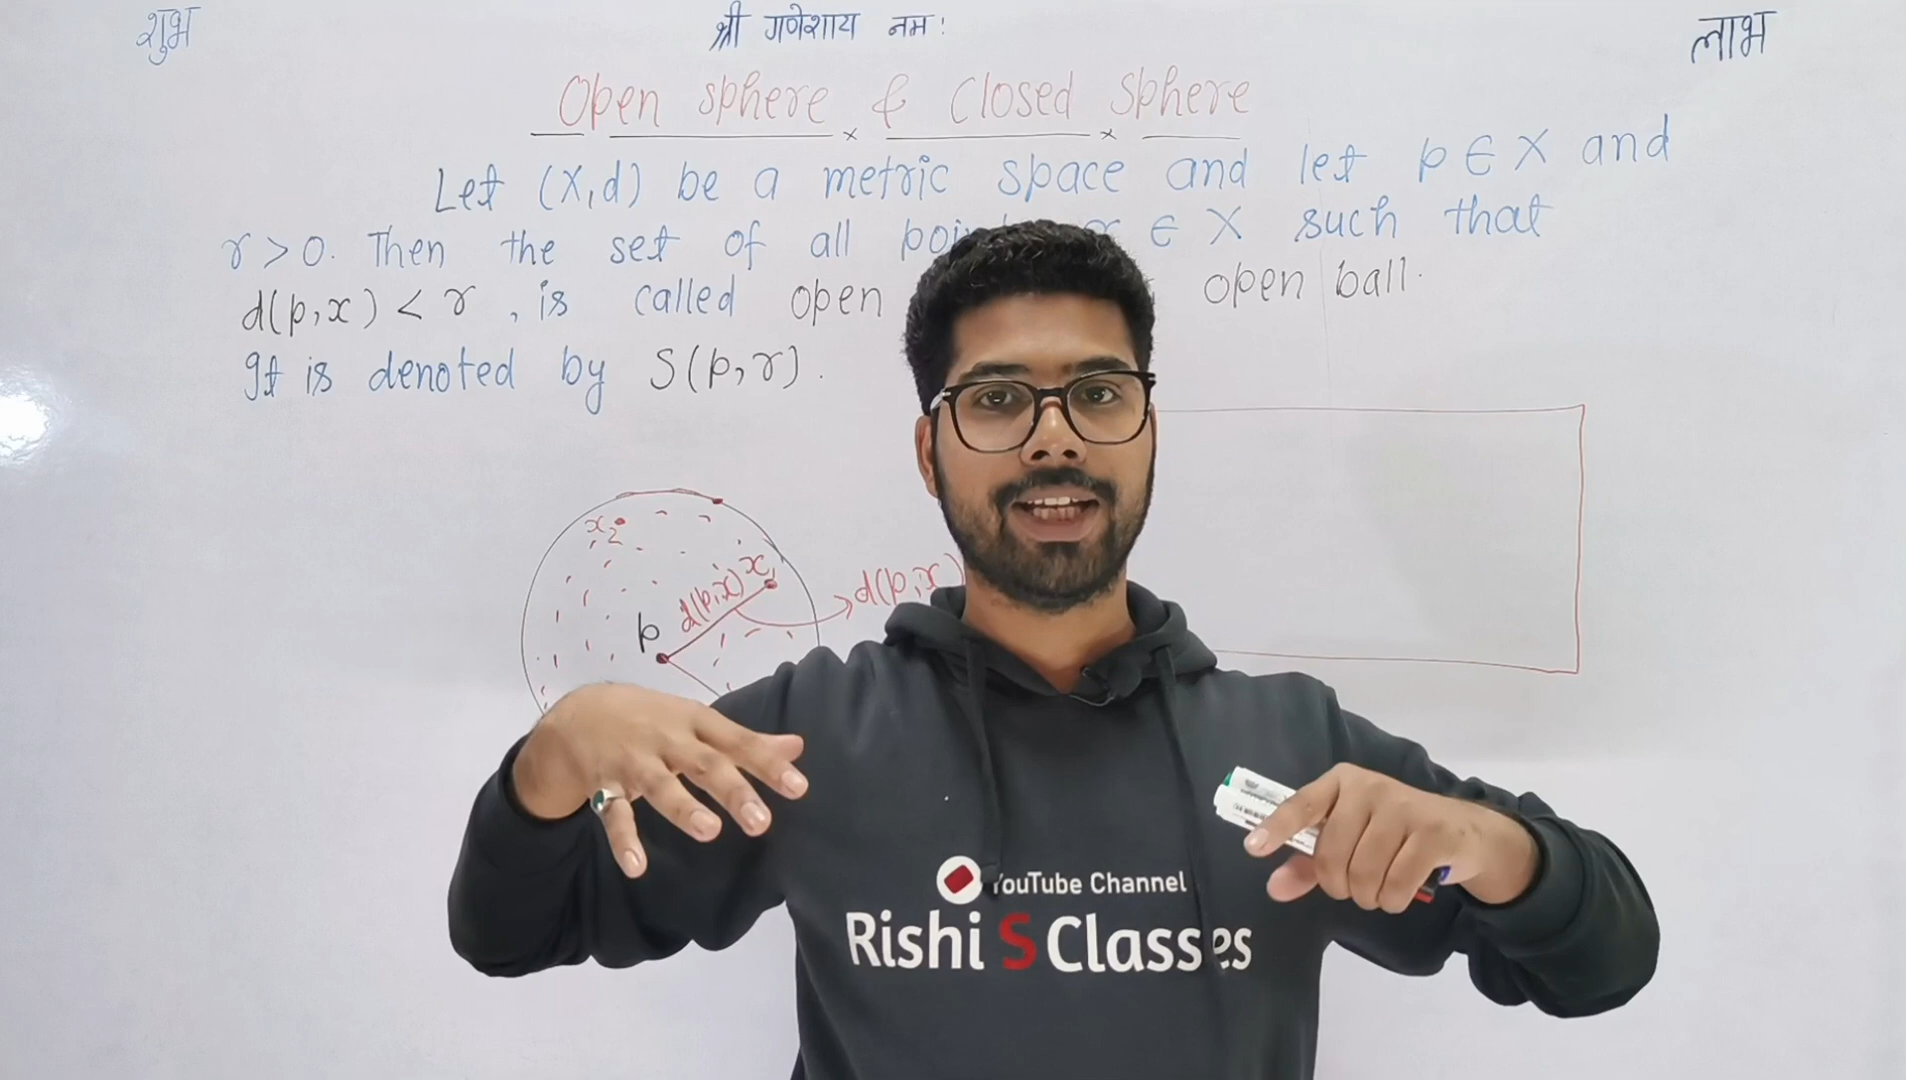 शुभ श्री गणेशाय नमः लाभ
Open sphere & Closed Sphere
Let (X,d) be a metric space and let p ∈ X and
r > 0. Then the set of all ∈ X such that
d(p,x) < r , is called open open ball.
It is denoted by S(p,r).
x₂
x₁
d(p,x)
d(p,x)
p
YouTube Channel
Rishi S Classes